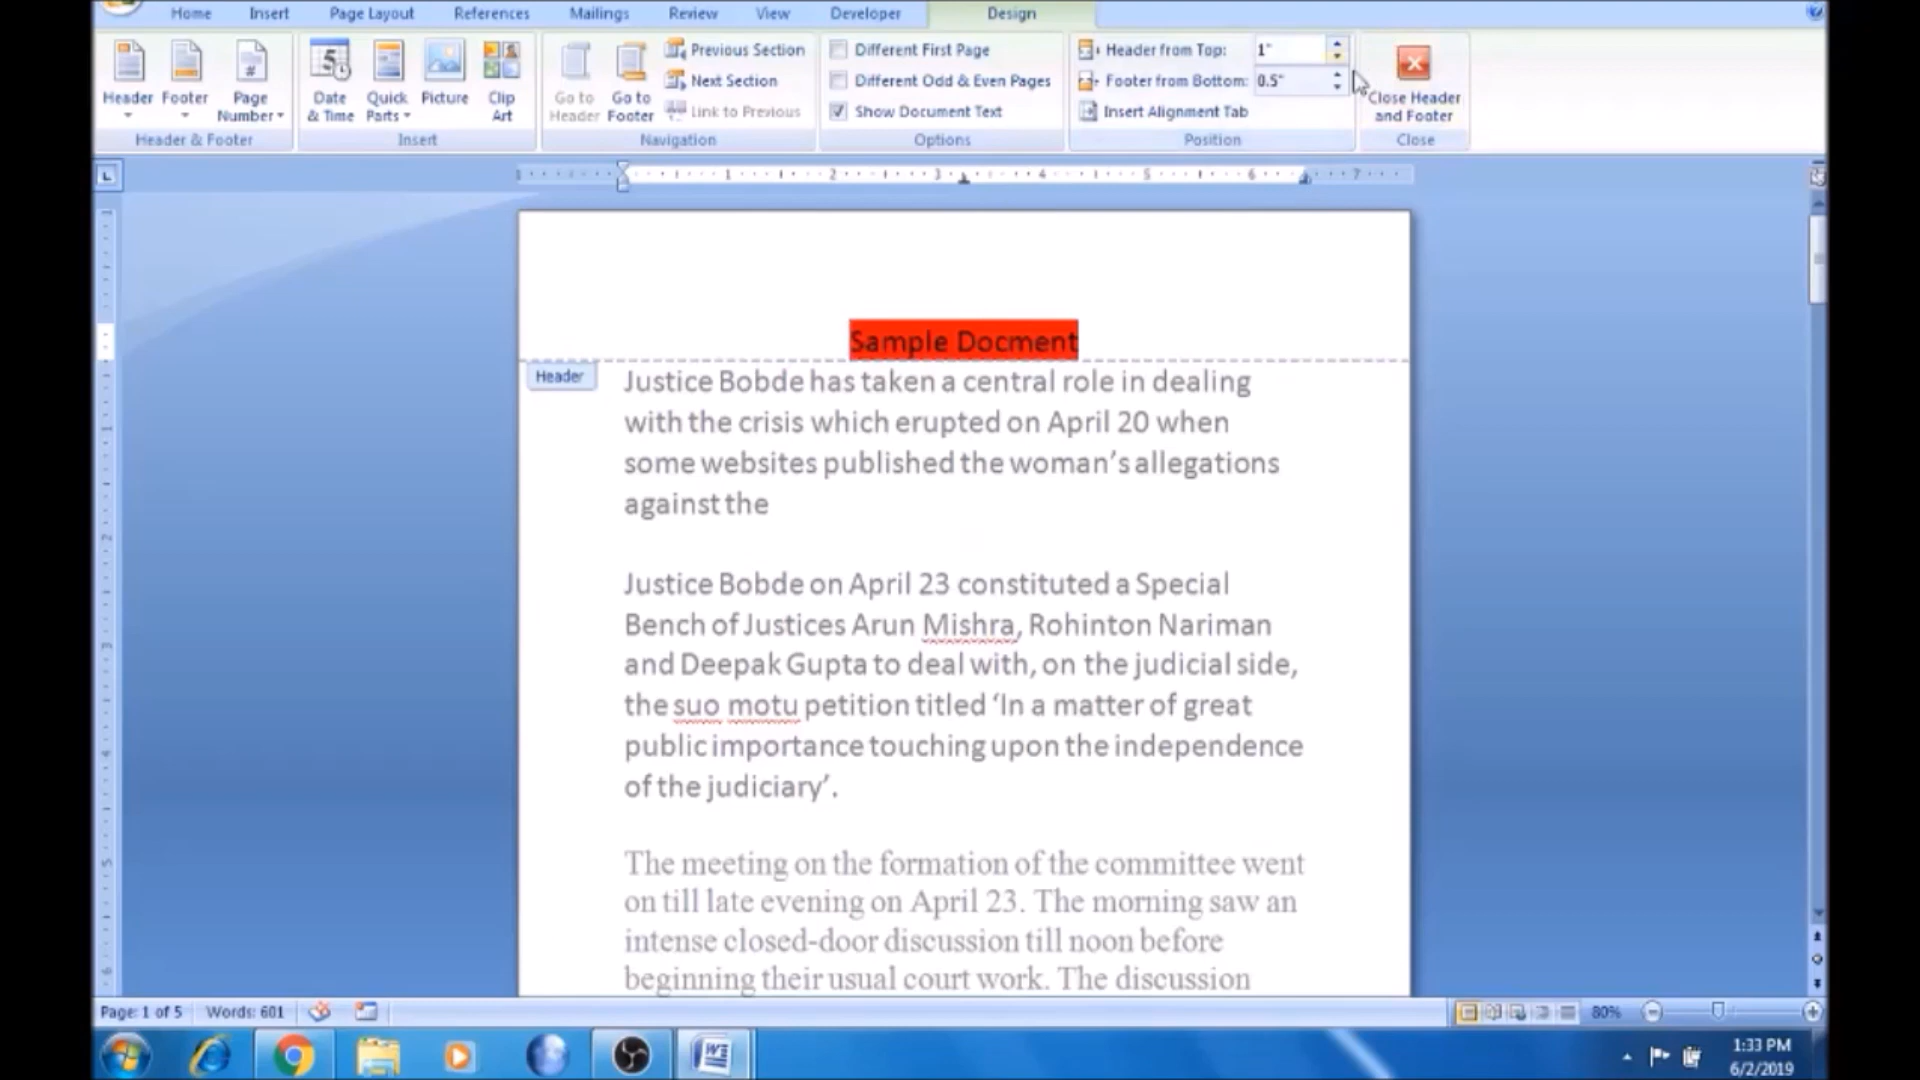 Home Insert Page Layout References Mailings Review View Developer Design
Header Footer Page Number
Header & Footer
Date & Time Quick Parts Picture Clip Art
Insert
Go to Header Go to Footer
Previous Section
Next Section
Link to Previous
Navigation
Different First Page
Different Odd & Even Pages
Show Document Text
Options
Header from Top: 1"
Footer from Bottom: 0.5"
Insert Alignment Tab
Position
Close Header and Footer
Close
1 2 3 4 5 6 7
Sample Docment
Header
Justice Bobde has taken a central role in dealing
with the crisis which erupted on April 20 when
some websites published the woman’s allegations
against the
Justice Bobde on April 23 constituted a Special
Bench of Justices Arun Mishra, Rohinton Nariman
and Deepak Gupta to deal with, on the judicial side,
the suo motu petition titled ‘In a matter of great
public importance touching upon the independence
of the judiciary’.
The meeting on the formation of the committee went
on till late evening on April 23. The morning saw an
intense closed-door discussion till noon before
beginning their usual court work. The discussion
Page: 1 of 5 Words: 601 80%
1:33 PM
6/2/2019